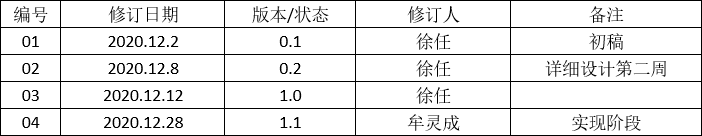 编号 修订日期 版本/状态 修订人 备注
01 2020.12.2 0.1 徐任 初稿
02 2020.12.8 0.2 徐任 详细设计第二周
03 2020.12.12 1.0 徐任
04 2020.12.28 1.1 牟灵成 实现阶段